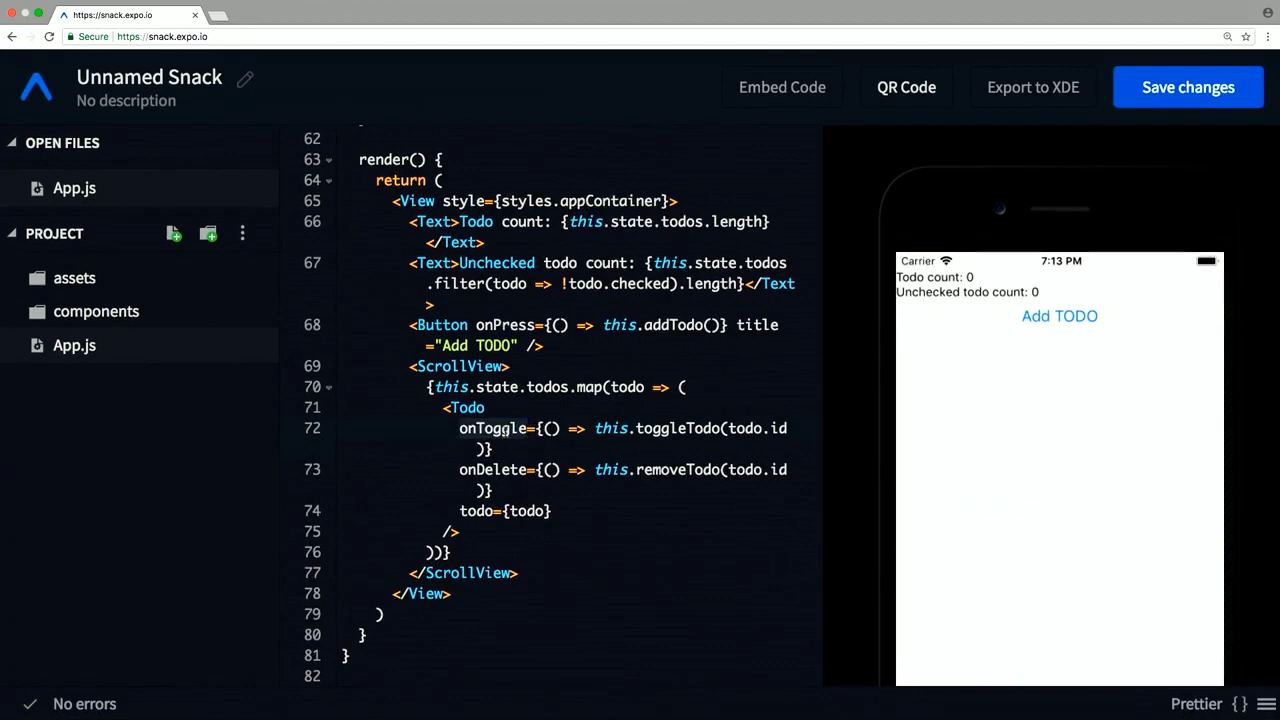 https://snack.expo.io
Secure https://snack.expo.io
Unnamed Snack
No description
Embed Code
QR Code
Export to XDE
Save changes
OPEN FILES
App.js
PROJECT
assets
components
App.js
62
63 render() {
64 return (
65 <View style={styles.appContainer}>
66 <Text>Todo count: {this.state.todos.length}
</Text>
67 <Text>Unchecked todo count: {this.state.todos
.filter(todo => !todo.checked).length}</Text
>
68 <Button onPress={() => this.addTodo()} title
="Add TODO" />
69 <ScrollView>
70 {this.state.todos.map(todo => (
71 <Todo
72 onToggle={() => this.toggleTodo(todo.id
)}
73 onDelete={() => this.removeTodo(todo.id
)}
74 todo={todo}
75 />
76 ))}
77 </ScrollView>
78 </View>
79 )
80 }
81 }
82
Carrier 7:13 PM
Todo count: 0
Unchecked todo count: 0
Add TODO
No errors
Prettier {}